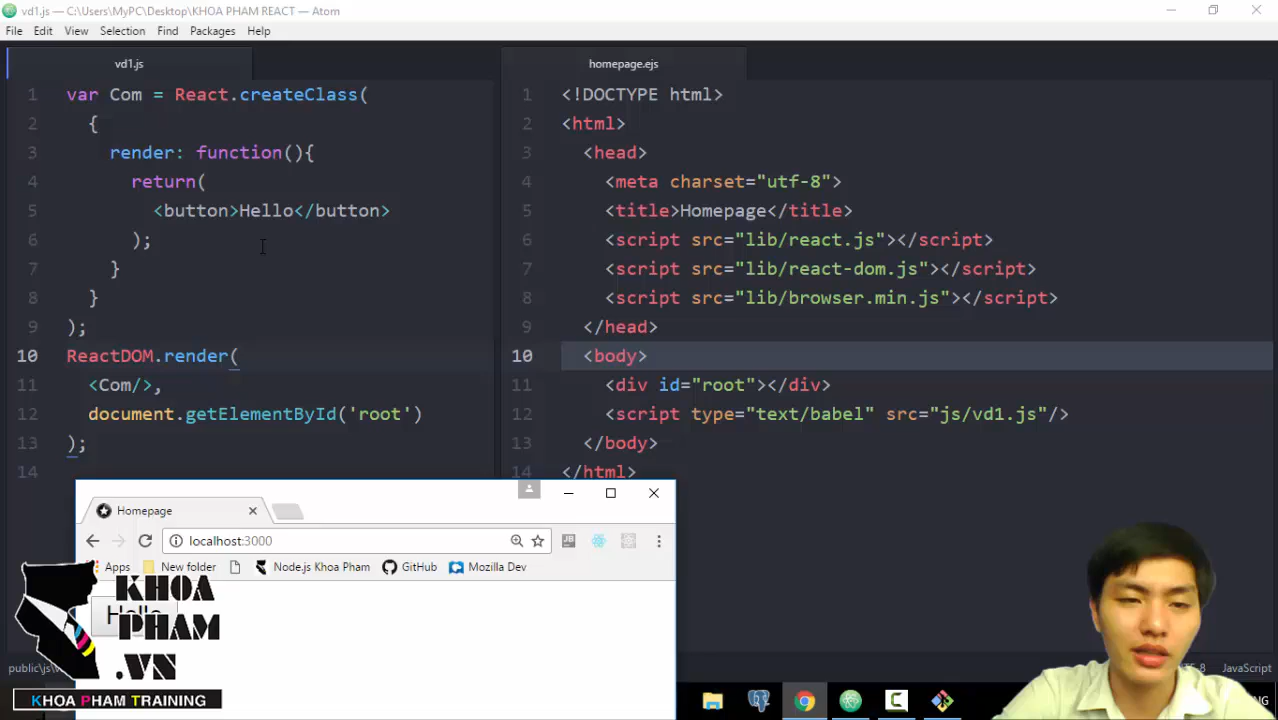 vd1.js — C:\Users\MyPC\Desktop\KHOA PHAM REACT — Atom
File Edit View Selection Find Packages Help
vd1.js
1 var Com = React.createClass(
2 {
3 render: function(){
4 return(
5 <button>Hello</button>
6 );
7 }
8 }
9 );
10 ReactDOM.render(
11 <Com/>,
12 document.getElementById('root')
13 );
14
homepage.ejs
1 <!DOCTYPE html>
2 <html>
3 <head>
4 <meta charset="utf-8">
5 <title>Homepage</title>
6 <script src="lib/react.js"></script>
7 <script src="lib/react-dom.js"></script>
8 <script src="lib/browser.min.js"></script>
9 </head>
10 <body>
11 <div id="root"></div>
12 <script type="text/babel" src="js/vd1.js"/>
13 </body>
14 </html>
Homepage
localhost:3000
Apps New folder Node.js Khoa Pham GitHub Mozilla Dev
Hello
KHOA
PHAM
.VN
KHOA PHAM TRAINING
public\js\
JavaScript